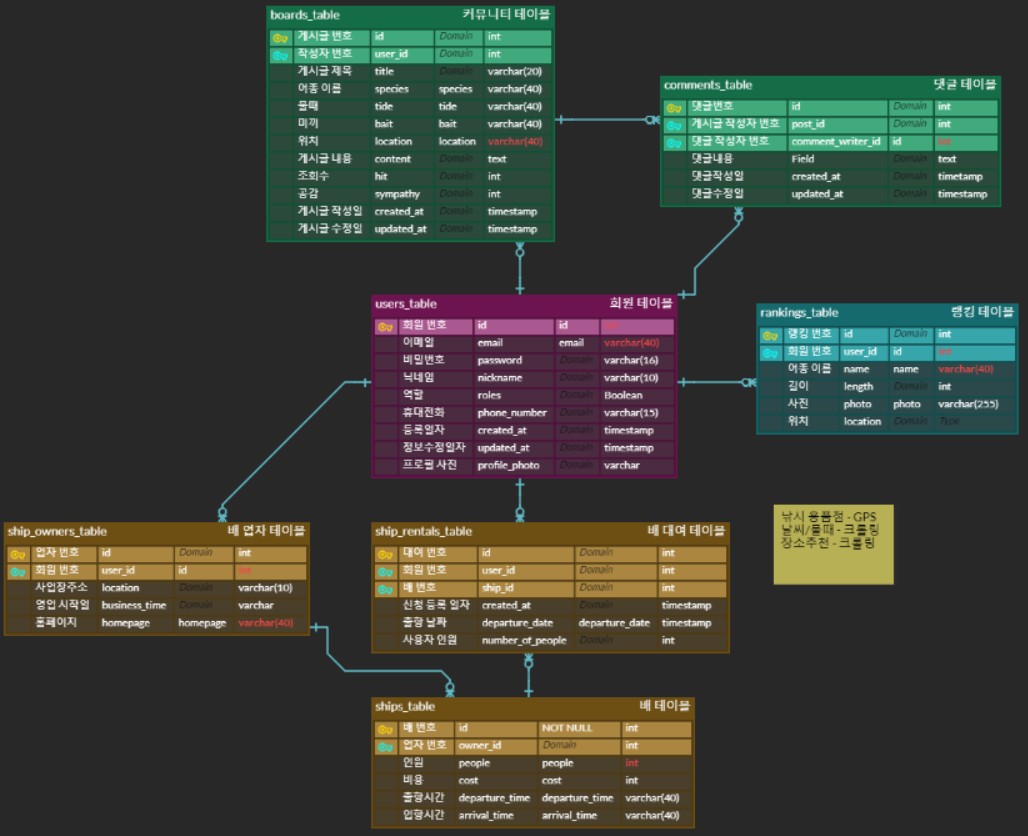 boards_table 커뮤니티 테이블
게시글 번호 id Domain int
작성자 번호 user_id Domain int
게시글 제목 title Domain varchar(20)
어종 이름 species species varchar(40)
물때 tide tide varchar(40)
미끼 bait bait varchar(40)
위치 location location varchar(40)
게시글 내용 content Domain text
조회수 hit Domain int
공감 sympathy Domain int
게시글 작성일 created_at Domain timestamp
게시글 수정일 updated_at Domain timestamp
comments_table 댓글 테이블
댓글번호 id Domain int
게시글 작성자 번호 post_id Domain int
댓글 작성자 번호 comment_writer_id id int
댓글내용 Field Domain text
댓글작성일 created_at Domain timetamp
댓글수정일 updated_at Domain timestamp
users_table 회원 테이블
회원 번호 id id int
이메일 email email varchar(40)
비밀번호 password Domain varchar(16)
닉네임 nickname Domain varchar(10)
역할 roles Domain Boolean
휴대전화 phone_number Domain varchar(15)
등록일자 created_at Domain timestamp
정보수정일자 updated_at Domain timestamp
프로필 사진 profile_photo Domain varchar
rankings_table 랭킹 테이블
랭킹 번호 id Domain int
회원 번호 user_id id int
어종 이름 name name varchar(40)
길이 length Domain int
사진 photo photo varchar(255)
위치 location Domain Type
ship_owners_table 배 업자 테이블
업자 번호 id Domain int
회원 번호 user_id id int
사업장주소 location Domain varchar(10)
영업 시작일 business_time Domain varchar
홈페이지 homepage homepage varchar(40)
ship_rentals_table 배 대여 테이블
대여 번호 id Domain int
회원 번호 user_id Domain int
배 번호 ship_id Domain int
신청 등록 일자 created_at Domain timestamp
출항 날짜 departure_date departure_date timestamp
사용자 인원 number_of_people Domain int
낚시 용품점 - GPS
날씨/물때 - 크롤링
장소추천 - 크롤링
ships_table 배 테이블
배 번호 id NOT NULL int
업자 번호 owner_id Domain int
인원 people people int
비용 cost cost int
출항시간 departure_time departure_time varchar(40)
입항시간 arrival_time arrival_time varchar(40)